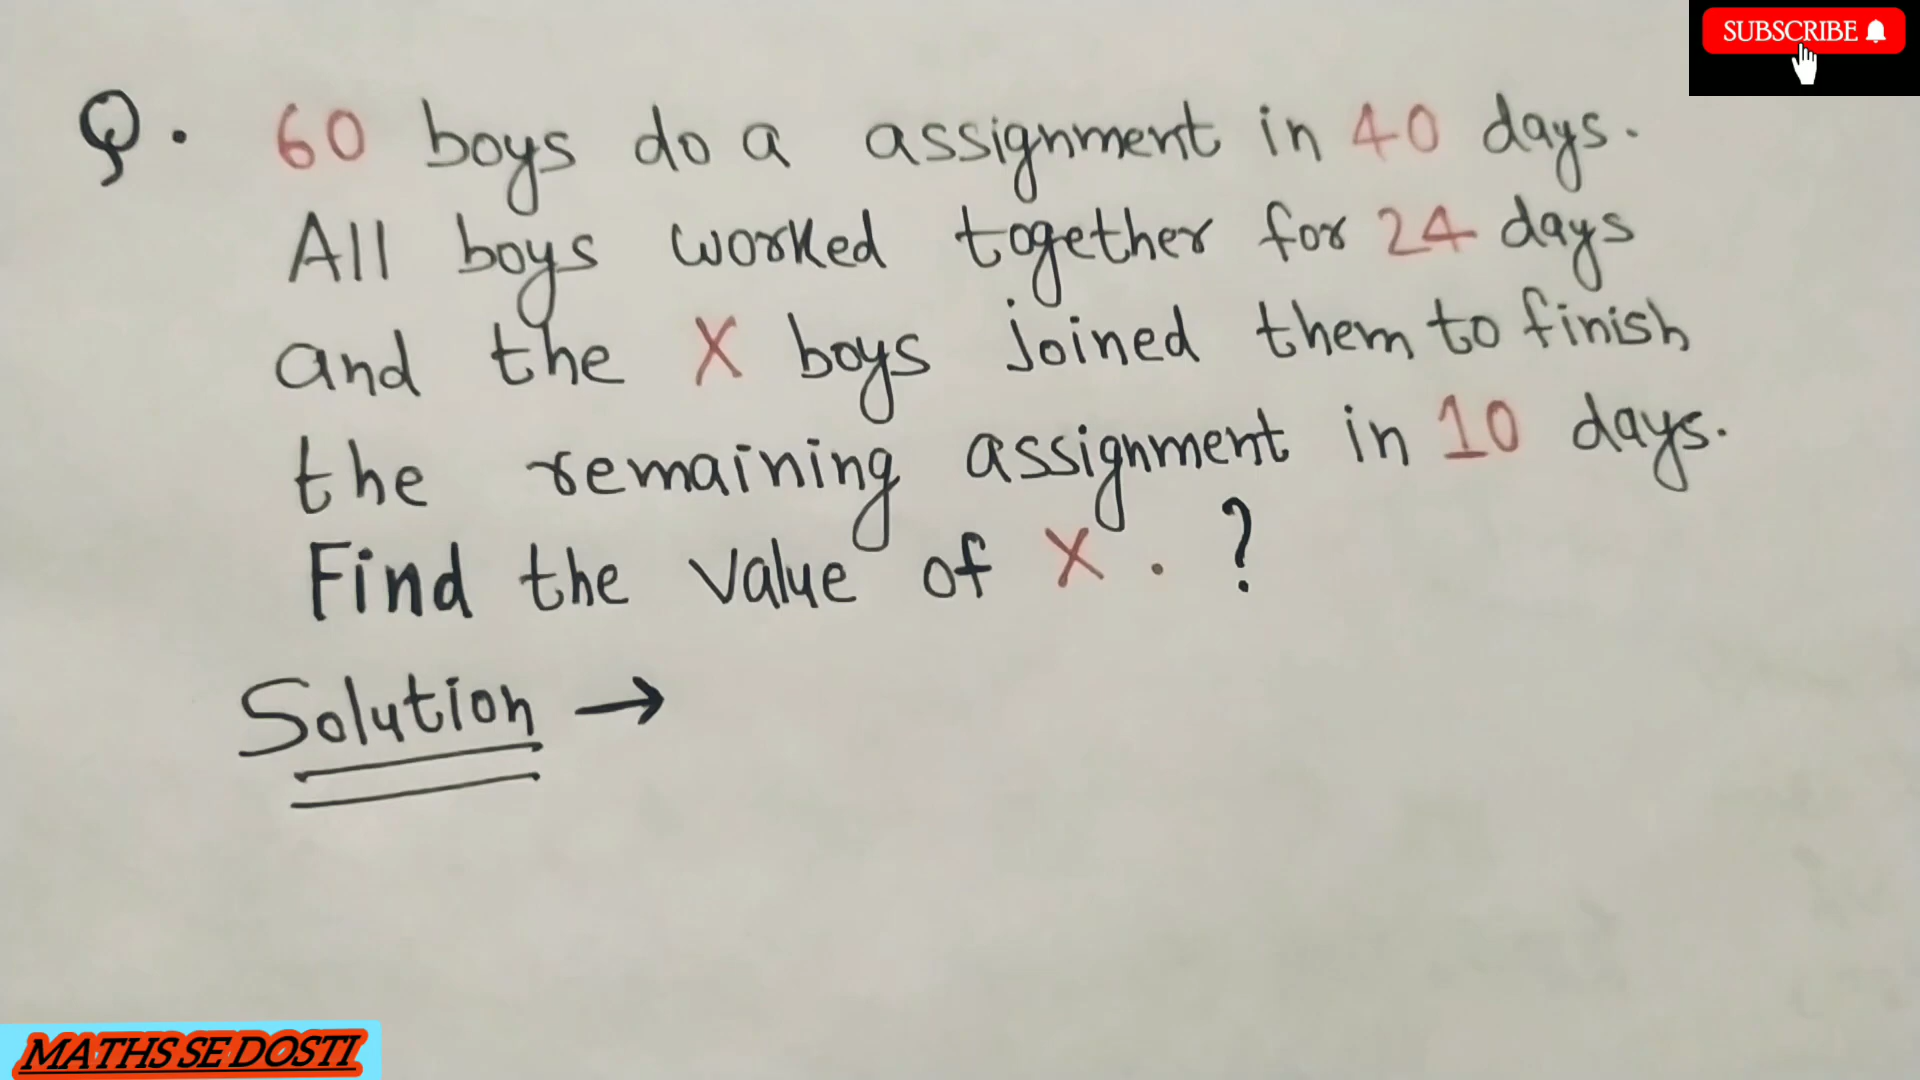 SUBSCRIBE
Q. 60 boys do a assignment in 40 days.
All boys worked together for 24 days
and the X boys joined them to finish
the remaining assignment in 10 days.
Find the value of X. ?
Solution →
MATHS SE DOSTI